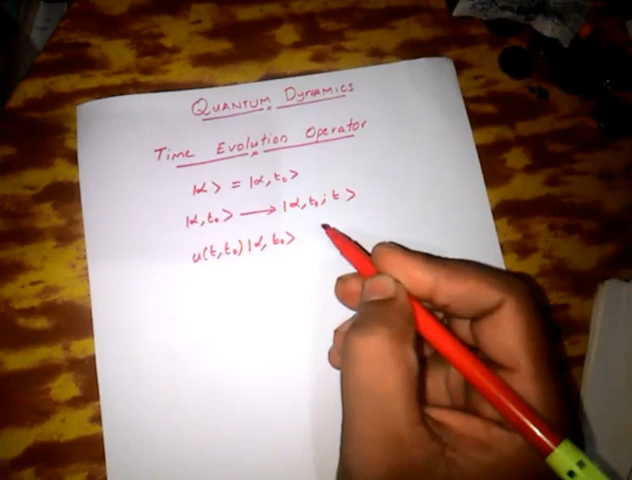 QUANTUM DYNAMICS
Time Evolution Operator
|α> = |α, t₀>
|α, t₀> ⟶ |α, t₀; t>
u(t, t₀) |α, t₀>